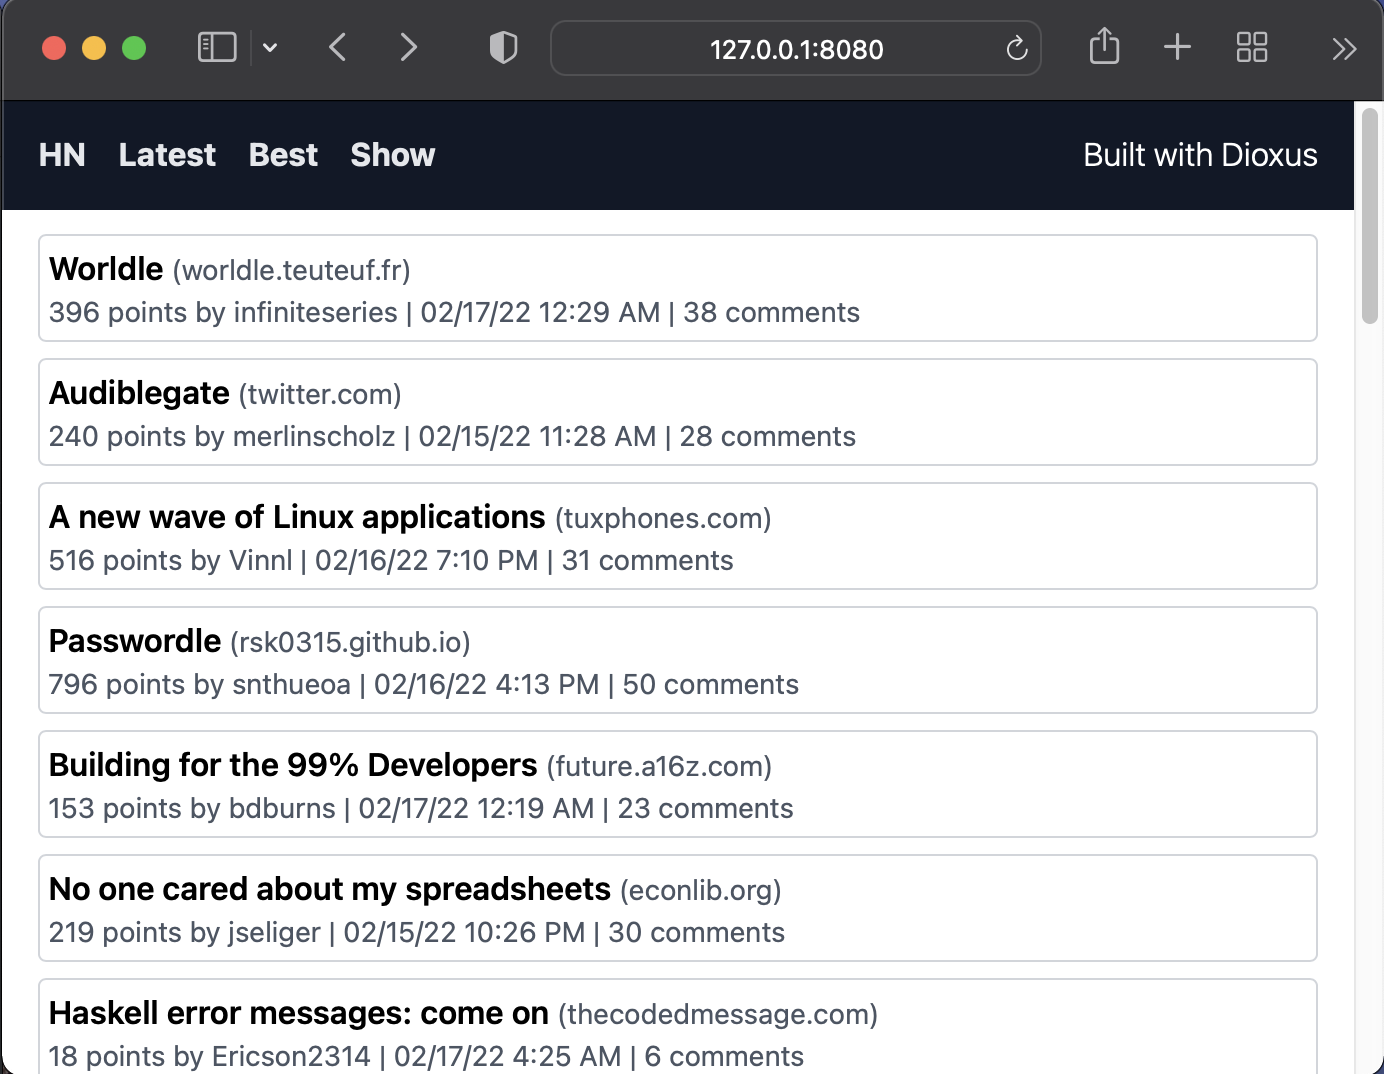 127.0.0.1:8080
HN Latest Best Show Built with Dioxus
Worldle (worldle.teuteuf.fr)
396 points by infiniteseries | 02/17/22 12:29 AM | 38 comments
Audiblegate (twitter.com)
240 points by merlinscholz | 02/15/22 11:28 AM | 28 comments
A new wave of Linux applications (tuxphones.com)
516 points by Vinnl | 02/16/22 7:10 PM | 31 comments
Passwordle (rsk0315.github.io)
796 points by snthueoa | 02/16/22 4:13 PM | 50 comments
Building for the 99% Developers (future.a16z.com)
153 points by bdburns | 02/17/22 12:19 AM | 23 comments
No one cared about my spreadsheets (econlib.org)
219 points by jseliger | 02/15/22 10:26 PM | 30 comments
Haskell error messages: come on (thecodedmessage.com)
18 points by Ericson2314 | 02/17/22 4:25 AM | 6 comments